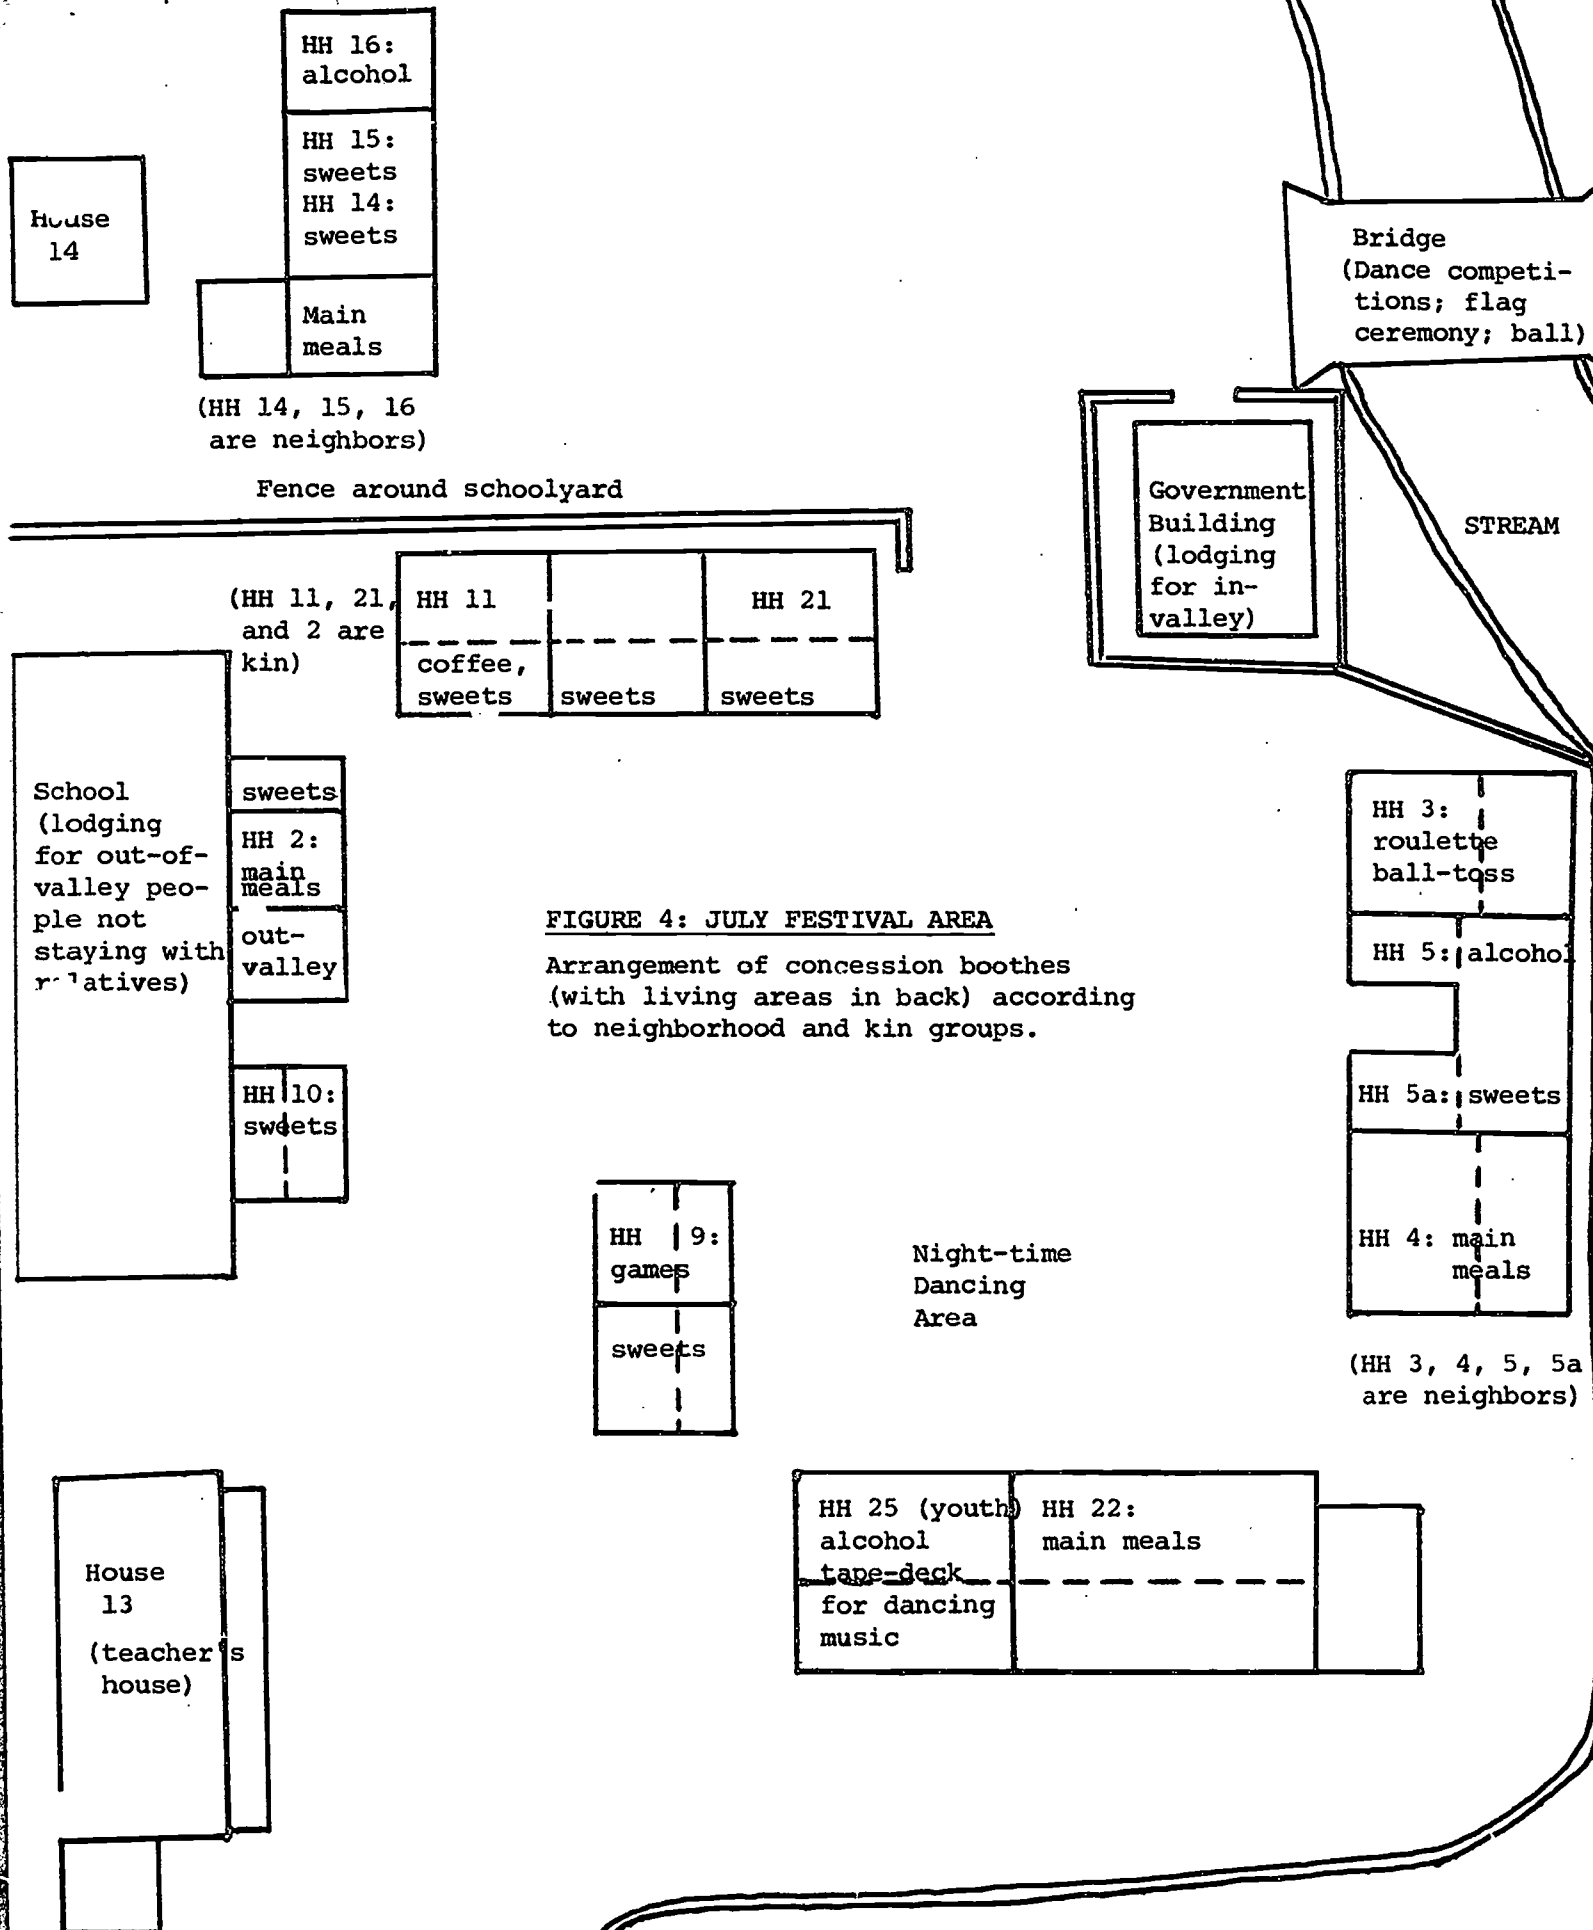 HH 16:
alcohol
HH 15:
sweets
HH 14:
sweets
House
14
Main
meals
(HH 14, 15, 16
are neighbors)
Bridge
(Dance competi-
tions; flag
ceremony; ball)
Fence around schoolyard
Government
Building
(lodging
for in-
valley)
STREAM
(HH 11, 21,
and 2 are
kin)
HH 11
HH 21
coffee,
sweets
sweets
sweets
School
(lodging
for out-of-
valley peo-
ple not
staying with
relatives)
sweets
HH 2:
main
meals
out-
valley
HH 10:
sweets
FIGURE 4: JULY FESTIVAL AREA
Arrangement of concession boothes
(with living areas in back) according
to neighborhood and kin groups.
HH 3:
roulette
ball-toss
HH 5: alcohol
HH 5a: sweets
HH 4: main
meals
(HH 3, 4, 5, 5a
are neighbors)
HH 9:
games
sweets
Night-time
Dancing
Area
HH 25 (youth)
alcohol
tape-deck
for dancing
music
HH 22:
main meals
House
13
(teacher's
house)